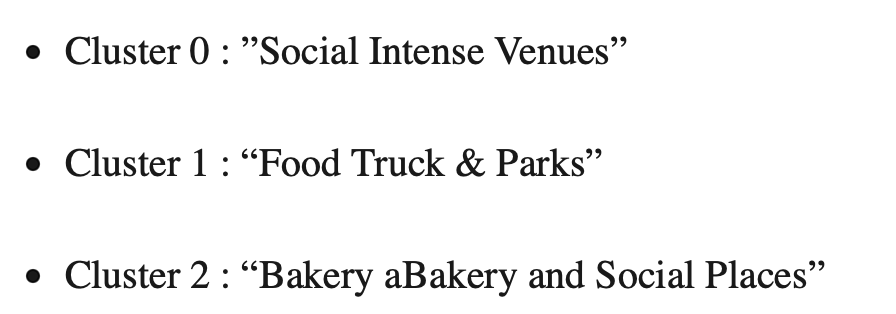 • Cluster 0 : ”Social Intense Venues”
• Cluster 1 : “Food Truck & Parks”
• Cluster 2 : “Bakery aBakery and Social Places”